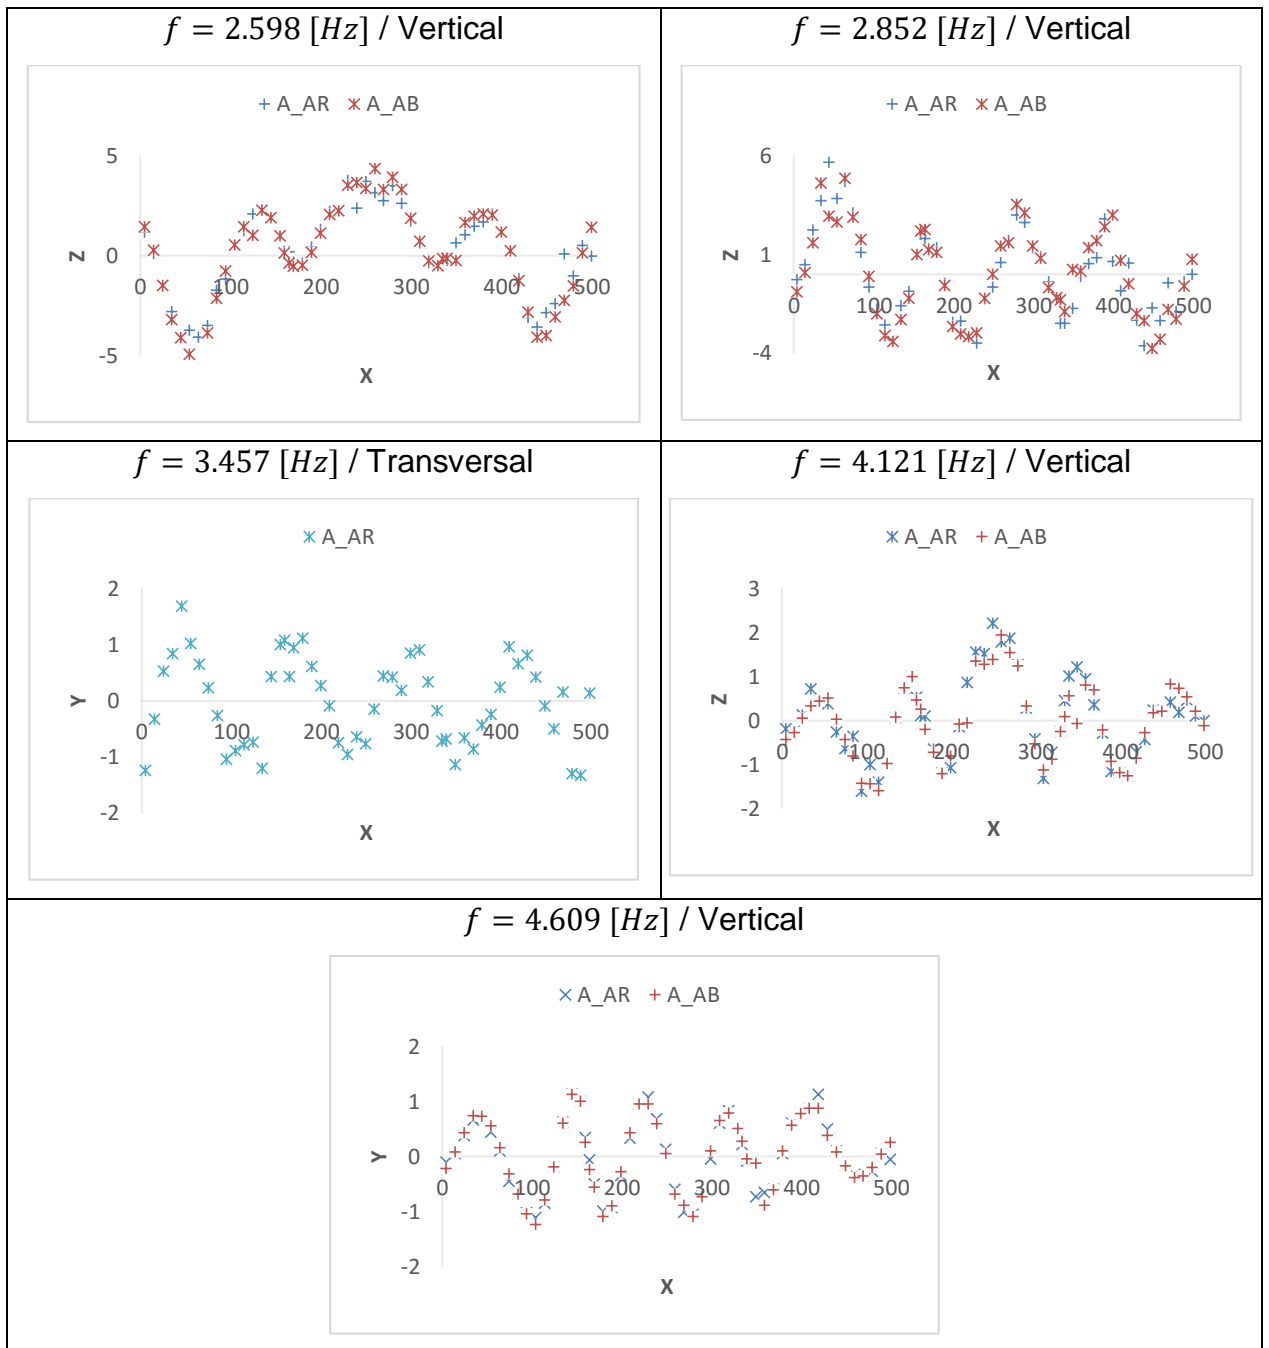 f = 2.598 [Hz] / Vertical
A_AR A_AB
5
0
-5
0 100 200 300 400 500
Z
X
f = 2.852 [Hz] / Vertical
A_AR A_AB
6
1
-4
0 100 200 300 400 500
Z
X
f = 3.457 [Hz] / Transversal
A_AR
2
1
0
-1
-2
0 100 200 300 400 500
Y
X
f = 4.121 [Hz] / Vertical
A_AR A_AB
3
2
1
0
-1
-2
0 100 200 300 400 500
Z
X
f = 4.609 [Hz] / Vertical
A_AR A_AB
2
1
0
-1
-2
0 100 200 300 400 500
Y
X